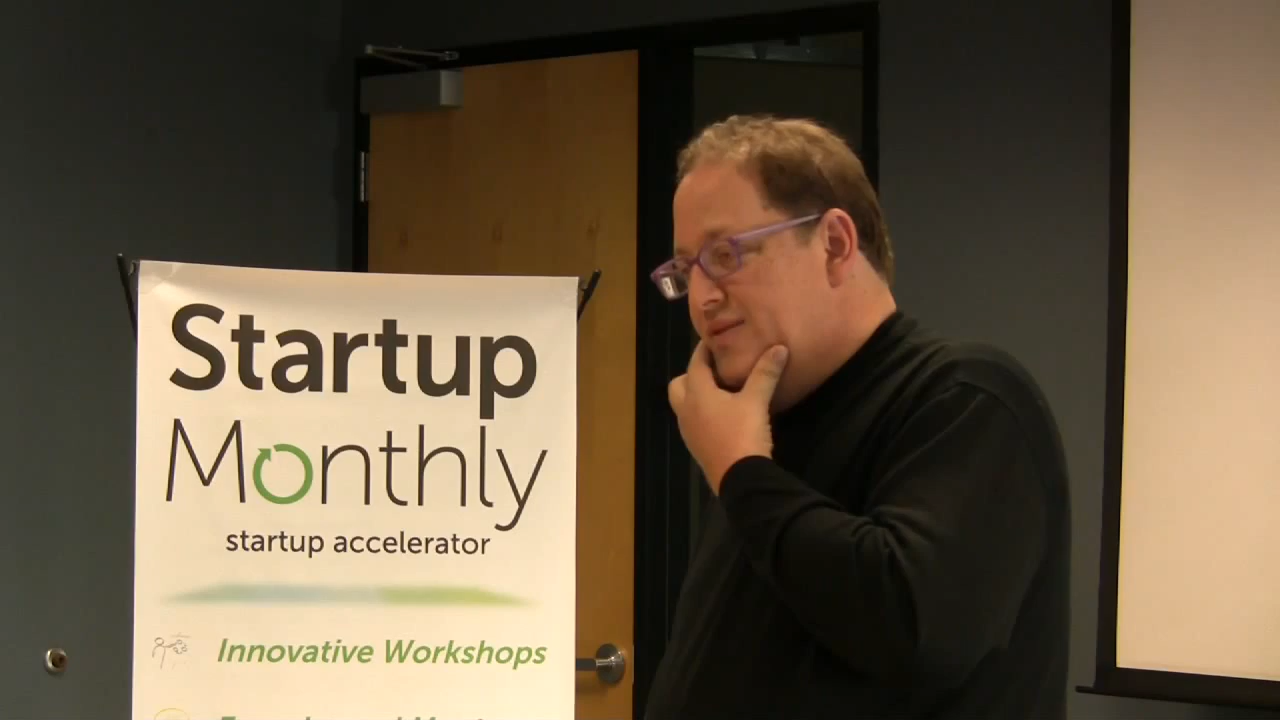 Startup
Monthly
startup accelerator
Innovative Workshops